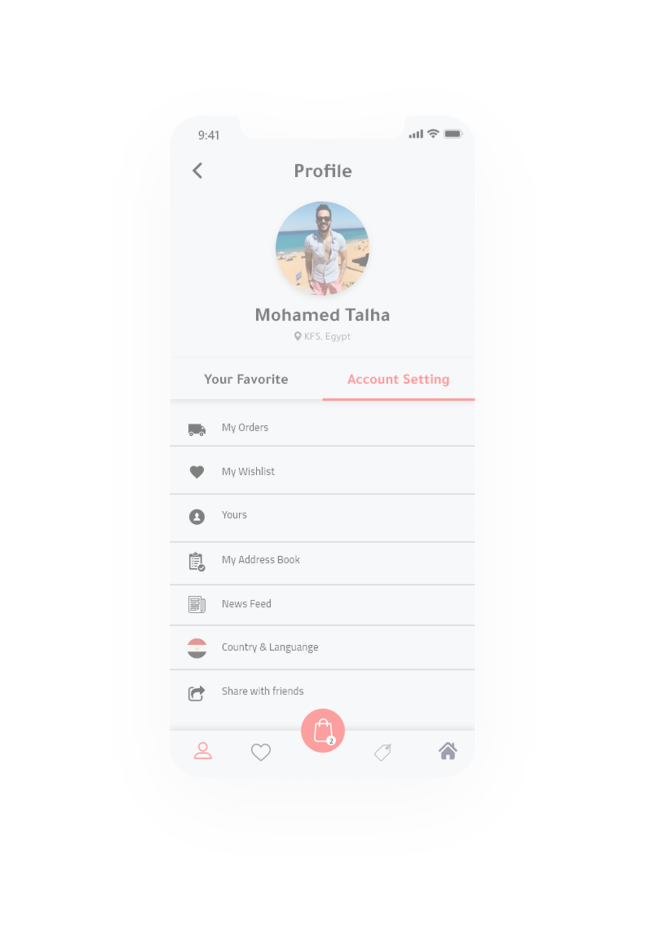 9:41
Profile
Mohamed Talha
KFS, Egypt
Your Favorite
Account Setting
My Orders
My Wishlist
Yours
My Address Book
News Feed
Country & Languange
Share with friends
2